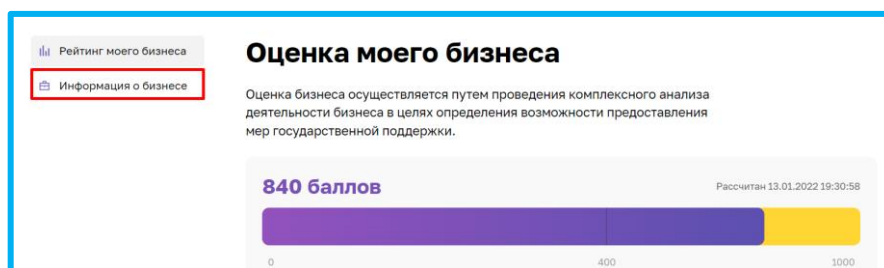 Рейтинг моего бизнеса
Информация о бизнесе
Оценка моего бизнеса
Оценка бизнеса осуществляется путем проведения комплексного анализа
деятельности бизнеса в целях определения возможности предоставления
мер государственной поддержки.
840 баллов
Рассчитан 13.01.2022 19:30:58
0 400 1000